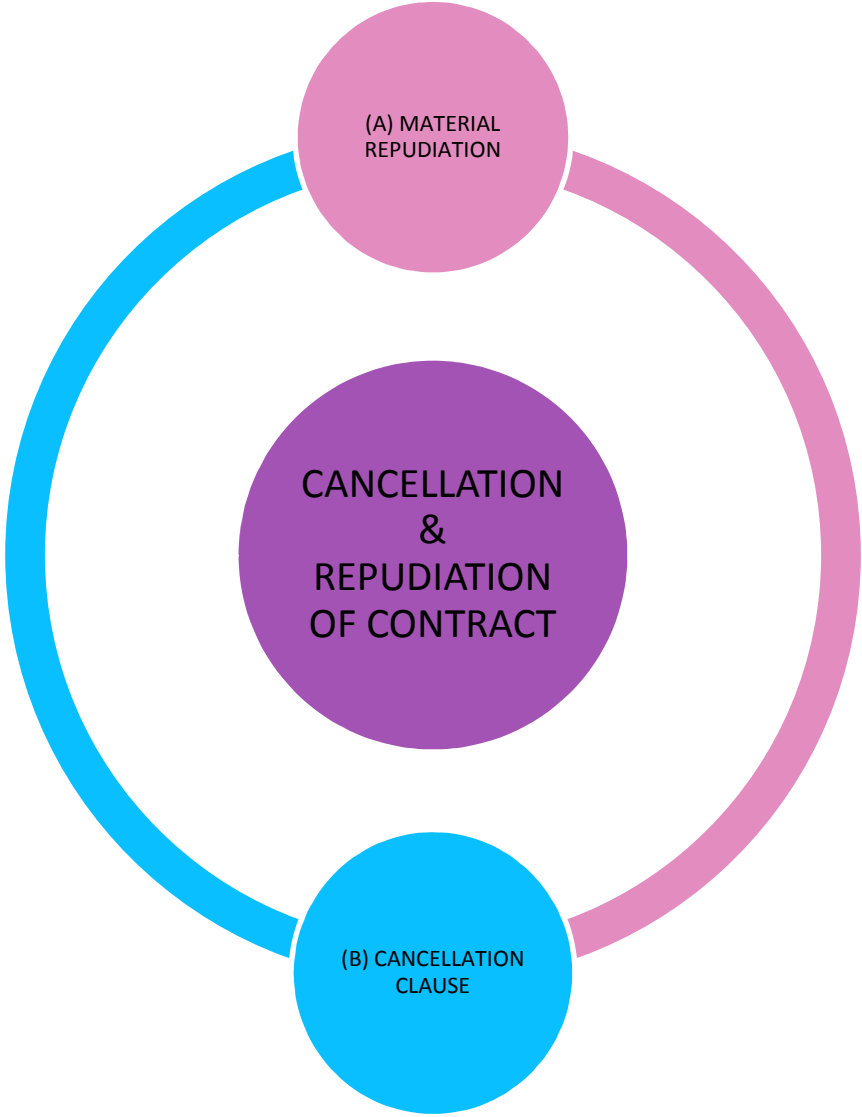 (A) MATERIAL
REPUDIATION
CANCELLATION
&
REPUDIATION
OF CONTRACT
(B) CANCELLATION
CLAUSE